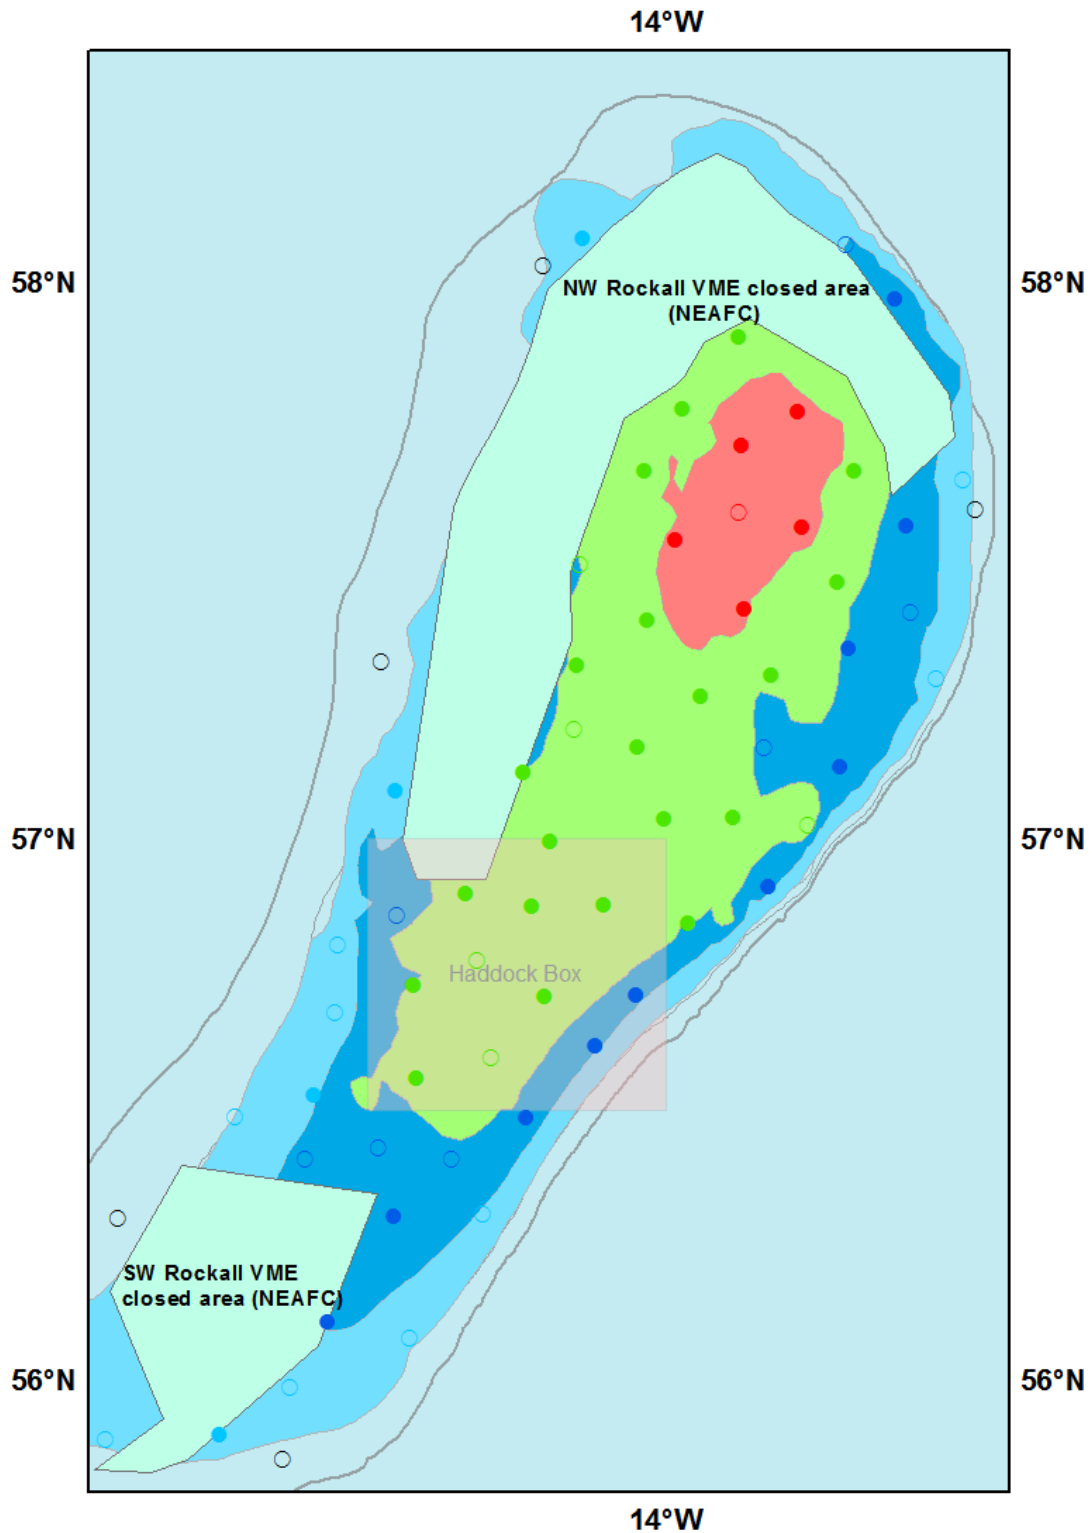 14°W
58°N
58°N
NW Rockall VME closed area
(NEAFC)
57°N
57°N
Haddock Box
SW Rockall VME
closed area (NEAFC)
56°N
56°N
14°W